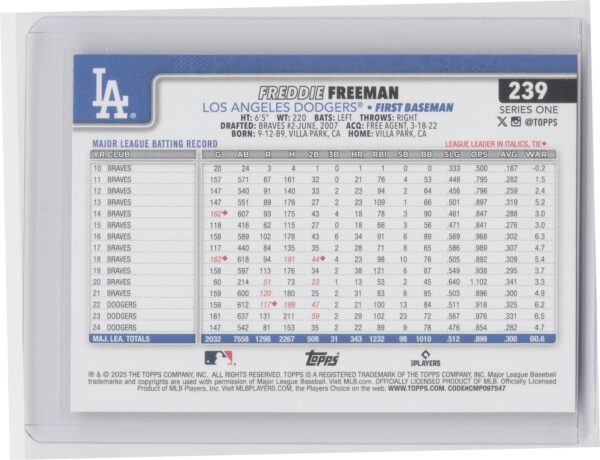 LA®
FREDDIE FREEMAN
LOS ANGELES DODGERS® • FIRST BASEMAN
HT: 6'5" WT: 220 BATS: LEFT THROWS: RIGHT
DRAFTED: BRAVES #2-JUNE, 2007 ACQ: FREE AGENT, 3-18-22
BORN: 9-12-89, VILLA PARK, CA HOME: VILLA PARK, CA
239
SERIES ONE
@TOPPS
MAJOR LEAGUE BATTING RECORD LEAGUE LEADER IN ITALICS, TIE♦
YR CLUB G AB R H 2B 3B HR RBI SB BB SLG OPS AVG WAR
10 BRAVES 20 24 3 4 1 0 1 1 0 0 .333 .500 .167 -0.2
11 BRAVES 157 571 67 161 32 0 21 76 4 53 .448 .795 .282 1.5
12 BRAVES 147 540 91 140 33 2 23 94 2 64 .456 .796 .259 2.4
13 BRAVES 147 551 89 176 27 2 23 109 1 66 .501 .897 .319 5.2
14 BRAVES 162♦ 607 93 175 43 4 18 78 3 90 .461 .847 .288 3.0
15 BRAVES 118 416 62 115 27 0 18 66 3 56 .471 .841 .276 3.0
16 BRAVES 158 589 102 178 43 6 34 91 6 89 .569 .968 .302 6.3
17 BRAVES 117 440 84 135 35 2 28 71 8 65 .586 .989 .307 4.7
18 BRAVES 162♦ 618 94 191 44♦ 4 23 98 10 76 .505 .892 .309 5.4
19 BRAVES 158 597 113 176 34 2 38 121 6 87 .549 .938 .295 3.7
20 BRAVES 60 214 51 73 23 1 13 53 2 45 .640 1.102 .341 3.3
21 BRAVES 159 600 120 180 25 2 31 83 8 85 .503 .896 .300 4.9
22 DODGERS 159 612 117♦ 199 47 2 21 100 13 84 .511 .918 .325 6.2
23 DODGERS 161 637 131 211 59 2 29 102 23 72 .567 .977 .331 6.5
24 DODGERS 147 542 81 153 35 2 22 89 9 78 .476 .854 .282 4.7
MAJ. LEA. TOTALS 2032 7558 1298 2267 508 31 343 1232 98 1010 .512 .899 .300 60.6
Topps
PLAYERS
® & © 2025 THE TOPPS COMPANY, INC. ALL RIGHTS RESERVED. TOPPS IS A REGISTERED TRADEMARK OF THE TOPPS COMPANY, INC. Major League Baseball
trademarks and copyrights are used with permission of Major League Baseball. Visit MLB.com. OFFICIALLY LICENSED PRODUCT OF MLB. Officially Licensed
Product of MLB Players, Inc. Visit MLBPLAYERS.COM, the Players Choice on the web. WWW.TOPPS.COM. CODE#CMP097547